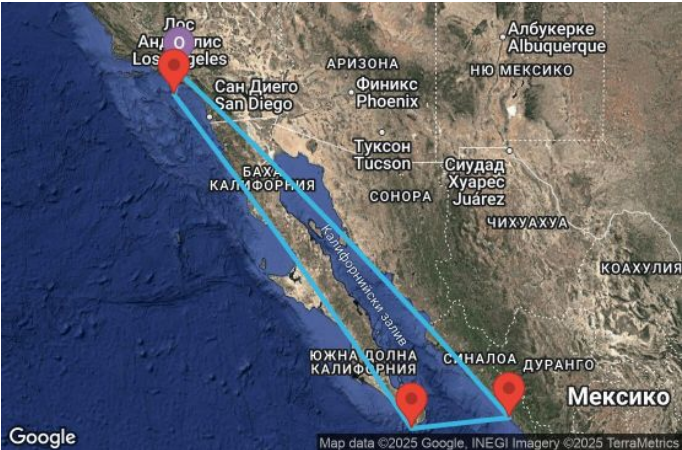 Лос
Анджелис
O
Los Angeles
Сан Диего
San Diego
АРИЗОНА
Финикс
Phoenix
Албукерке
Albuquerque
НЮ МЕКСИКО
Туксон
Tucson
Сиудад
Хуарес
Juárez
БАХА
КАЛИФОРНИЯ
СОНОРА
ЧИХУАХУА
КОАХУИЛИЯ
Калифорнийски залив
ЮЖНА ДОЛНА
КАЛИФОРНИЯ
СИНАЛОА
ДУРАНГО
Мексико
Google
Map data ©2025 Google, INEGI Imagery ©2025 TerraMetrics